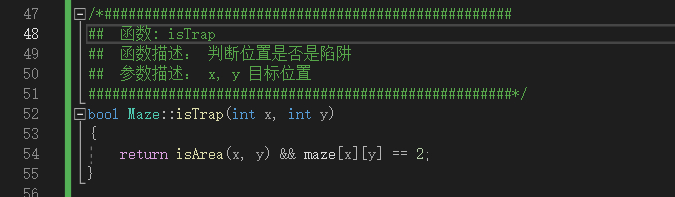 47 /*###################################################
48 ## 函数: isTrap
49 ## 函数描述: 判断位置是否是陷阱
50 ## 参数描述: x, y 目标位置
51 #####################################################*/
52 bool Maze::isTrap(int x, int y)
53 {
54 return isArea(x, y) && maze[x][y] == 2;
55 }
56